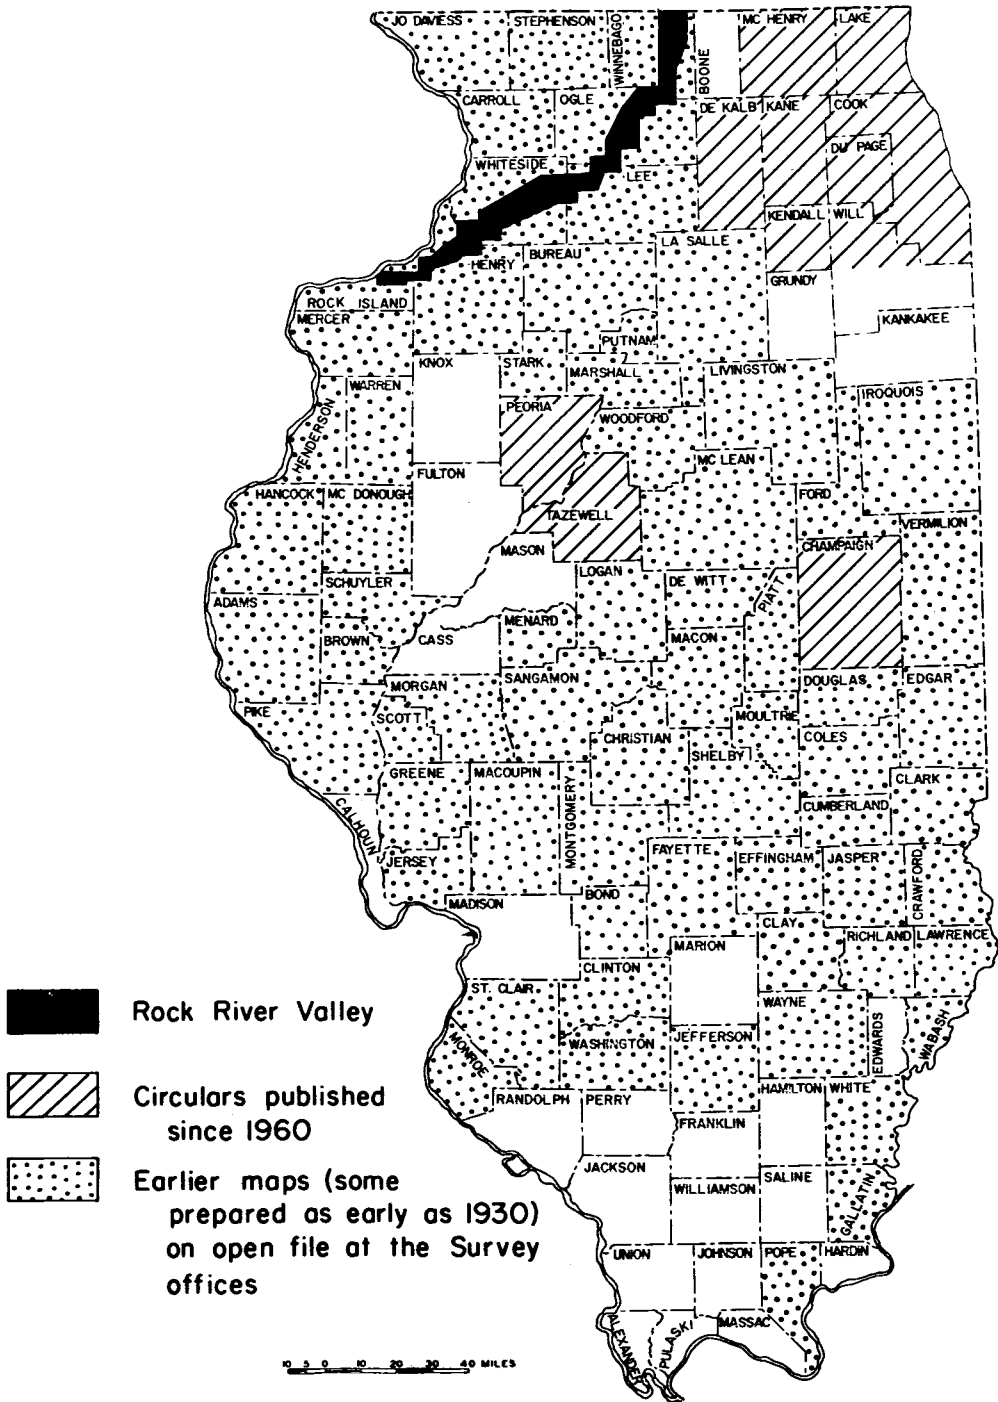 JO DAVIESS
STEPHENSON
WINNEBAGO
BOONE
MC HENRY
LAKE
CARROLL
OGLE
DE KALB
KANE
COOK
DU PAGE
WHITESIDE
LEE
KENDALL
WILL
LA SALLE
BUREAU
HENRY
GRUNDY
ROCK ISLAND
MERCER
KANKAKEE
PUTNAM
KNOX
STARK
MARSHALL
LIVINGSTON
WARREN
IROQUOIS
HENDERSON
PEORIA
WOODFORD
MC LEAN
FULTON
HANCOCK
MC DONOUGH
FORD
TAZEWELL
VERMILION
CHAMPAIGN
MASON
LOGAN
SCHUYLER
DE WITT
PIATT
ADAMS
MENARD
BROWN
CASS
MACON
SANGAMON
DOUGLAS
EDGAR
MORGAN
PIKE
SCOTT
MOULTRIE
CHRISTIAN
COLES
SHELBY
GREENE
MACOUPIN
MONTGOMERY
CLARK
CALHOUN
CUMBERLAND
JERSEY
FAYETTE
EFFINGHAM
JASPER
CRAWFORD
MADISON
BOND
CLAY
RICHLAND
LAWRENCE
MARION
CLINTON
ST. CLAIR
WAYNE
EDWARDS
WABASH
MONROE
WASHINGTON
JEFFERSON
RANDOLPH
PERRY
HAMILTON
WHITE
FRANKLIN
JACKSON
WILLIAMSON
SALINE
GALLATIN
UNION
JOHNSON
POPE
HARDIN
ALEXANDER
PULASKI
MASSAC
Rock River Valley
Circulars published
since 1960
Earlier maps (some
prepared as early as 1930)
on open file at the Survey
offices
10 5 0 10 20 30 40 MILES